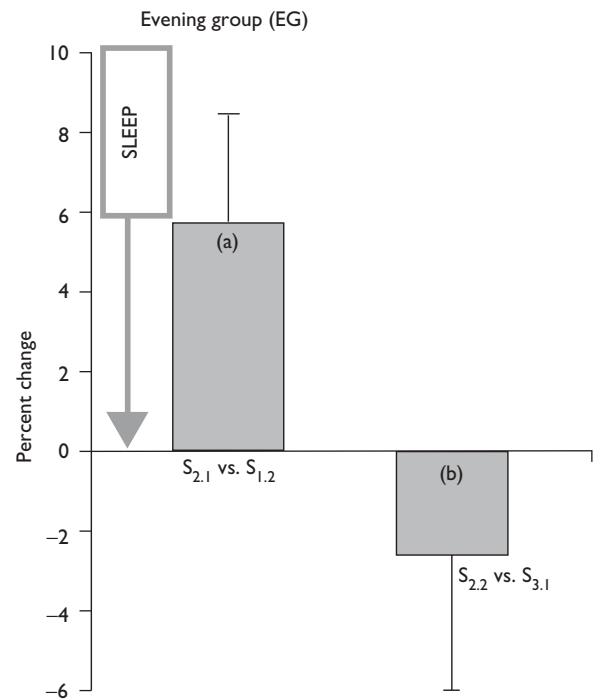 Evening group (EG)
10
SLEEP
8
6
(a)
4
2
Percent change
0
S2.1 vs. S1.2
(b)
−2
S2.2 vs. S3.1
−4
−6